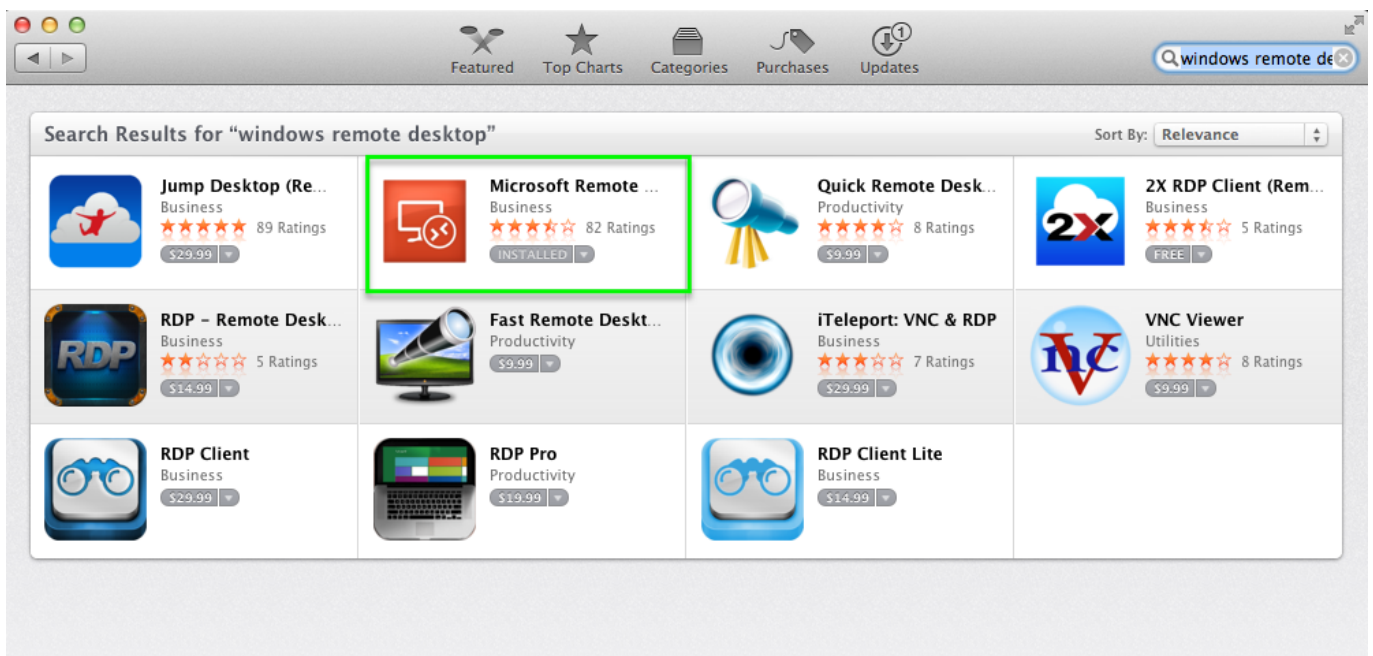 Featured
Top Charts
Categories
Purchases
1
Updates
windows remote de
Search Results for “windows remote desktop”
Sort By: Relevance
Jump Desktop (Re...
Business
89 Ratings
$29.99
Microsoft Remote ...
Business
82 Ratings
INSTALLED
Quick Remote Desk...
Productivity
8 Ratings
$9.99
2X
2X RDP Client (Rem...
Business
5 Ratings
FREE
RDP
RDP – Remote Desk...
Business
5 Ratings
$14.99
Fast Remote Deskt...
Productivity
$9.99
iTeleport: VNC & RDP
Business
7 Ratings
$29.99
Vnc
VNC Viewer
Utilities
8 Ratings
$9.99
RDP Client
Business
$29.99
RDP Pro
Productivity
$19.99
RDP Client Lite
Business
$14.99